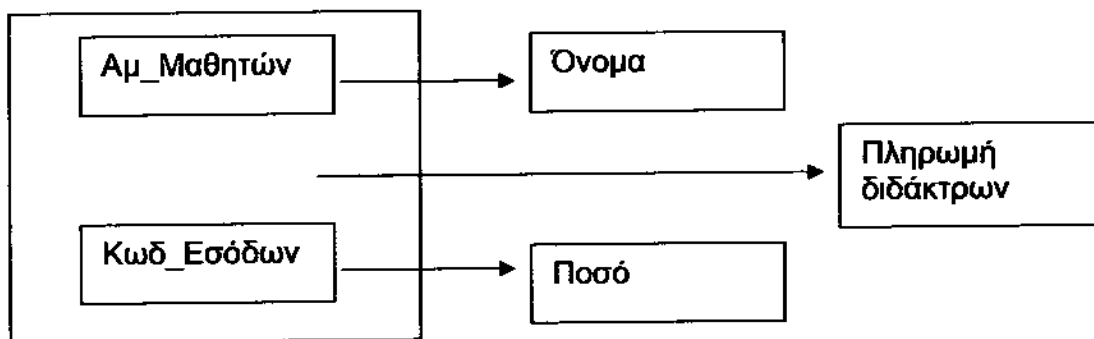 Αμ_Μαθητών
Όνομα
Πληρωμή
διδάκτρων
Κωδ_Εσόδων
Ποσό